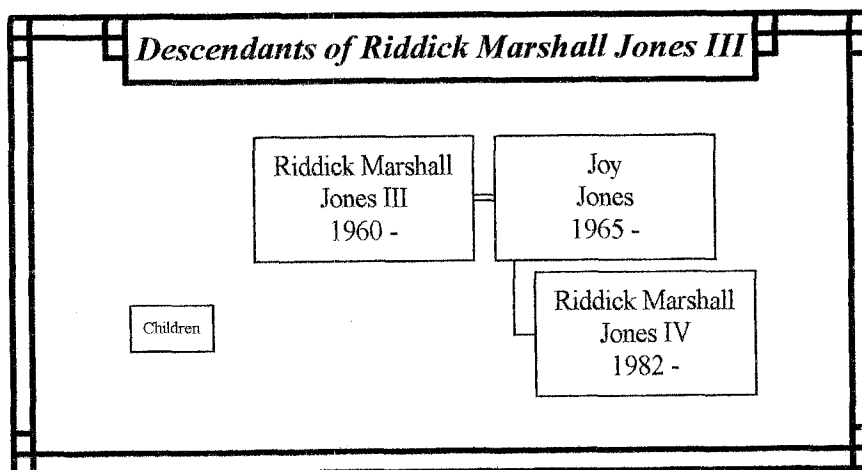 Descendants of Riddick Marshall Jones III
Riddick Marshall
Jones III
1960 -
Joy
Jones
1965 -
Children
Riddick Marshall
Jones IV
1982 -